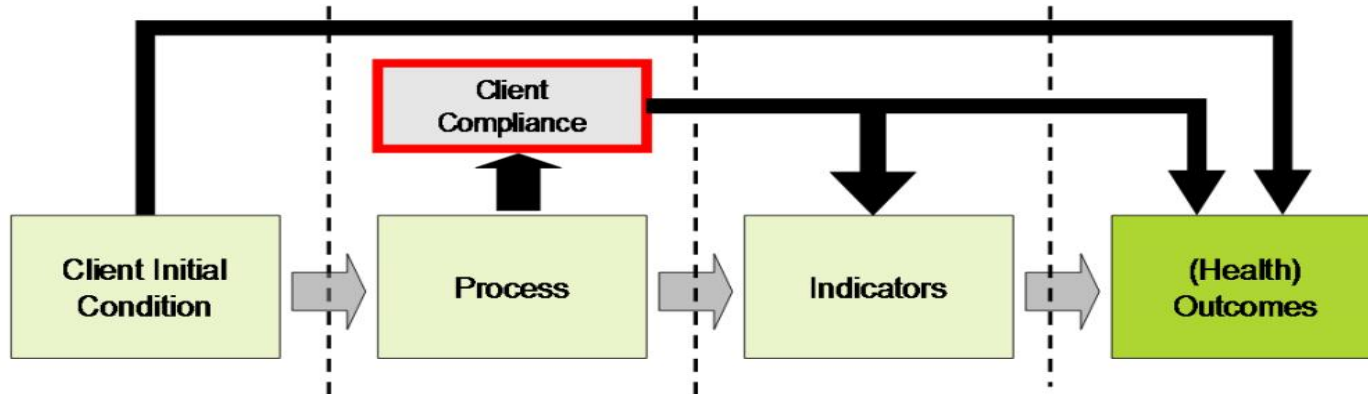 Client
Compliance
Client Initial
Condition
Process
Indicators
(Health)
Outcomes